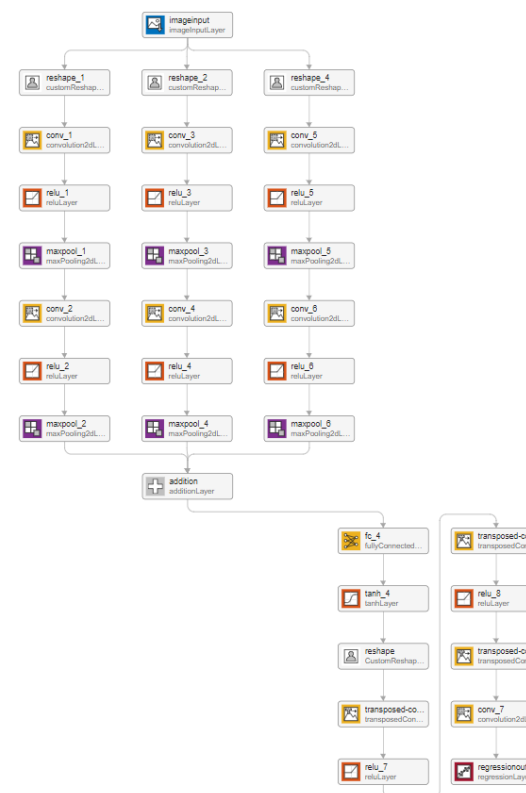 imageinput
imageInputLayer
reshape_1
customReshap...
reshape_2
customReshap...
reshape_4
customReshap...
conv_1
convolution2dL...
conv_3
convolution2dL...
conv_5
convolution2dL...
relu_1
reluLayer
relu_3
reluLayer
relu_5
reluLayer
maxpool_1
maxPooling2dL...
maxpool_3
maxPooling2dL...
maxpool_5
maxPooling2dL...
conv_2
convolution2dL...
conv_4
convolution2dL...
conv_6
convolution2dL...
relu_2
reluLayer
relu_4
reluLayer
relu_6
reluLayer
maxpool_2
maxPooling2dL...
maxpool_4
maxPooling2dL...
maxpool_6
maxPooling2dL...
addition
additionLayer
fc_4
fullyConnected...
tanh_4
tanhLayer
reshape
CustomReshap...
transposed-co...
transposedCon...
relu_7
reluLayer
transposed-co
transposedCon
relu_8
reluLayer
transposed-co
transposedCon
conv_7
convolution2dL
regressionout
regressionLaye